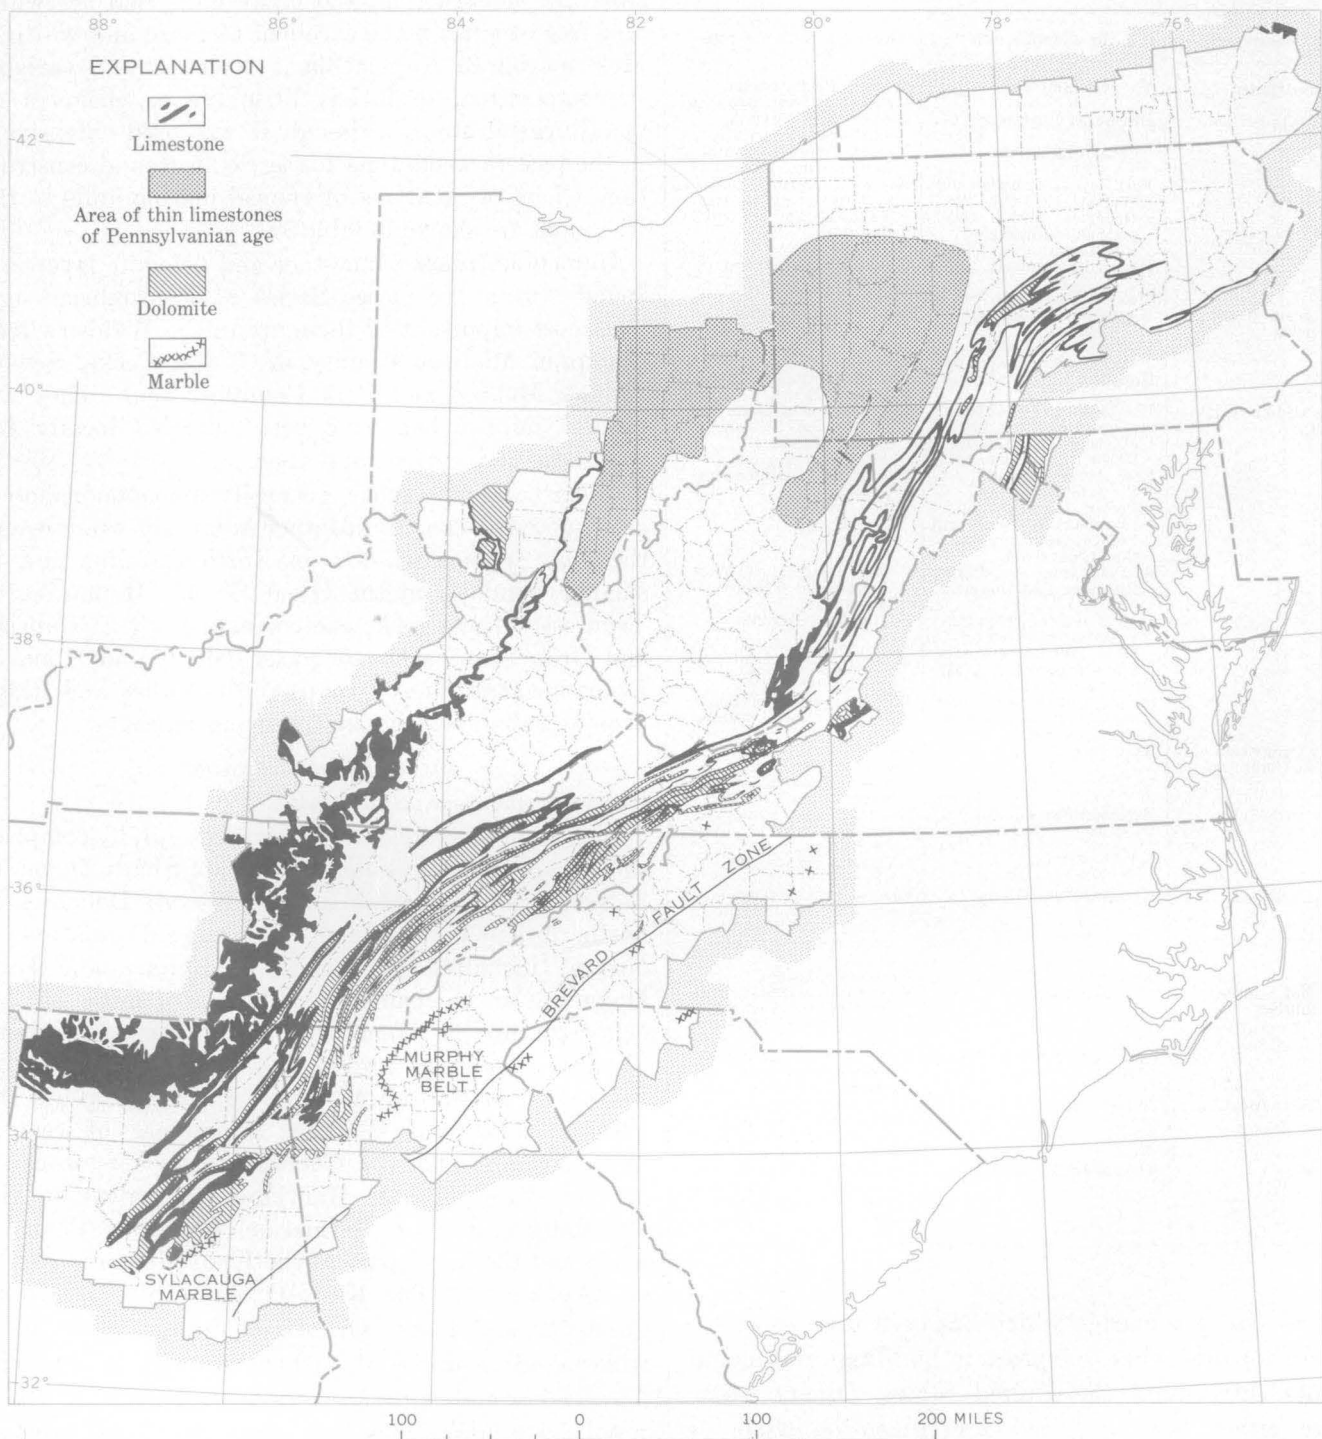 88° 86° 84° 82° 80° 78° 76°
EXPLANATION
Limestone
Area of thin limestones
of Pennsylvanian age
Dolomite
Marble
42°
40°
38°
36°
34°
32°
BREVARD FAULT ZONE
MURPHY
MARBLE
BELT
SYLACAUGA
MARBLE
100 0 100 200 MILES